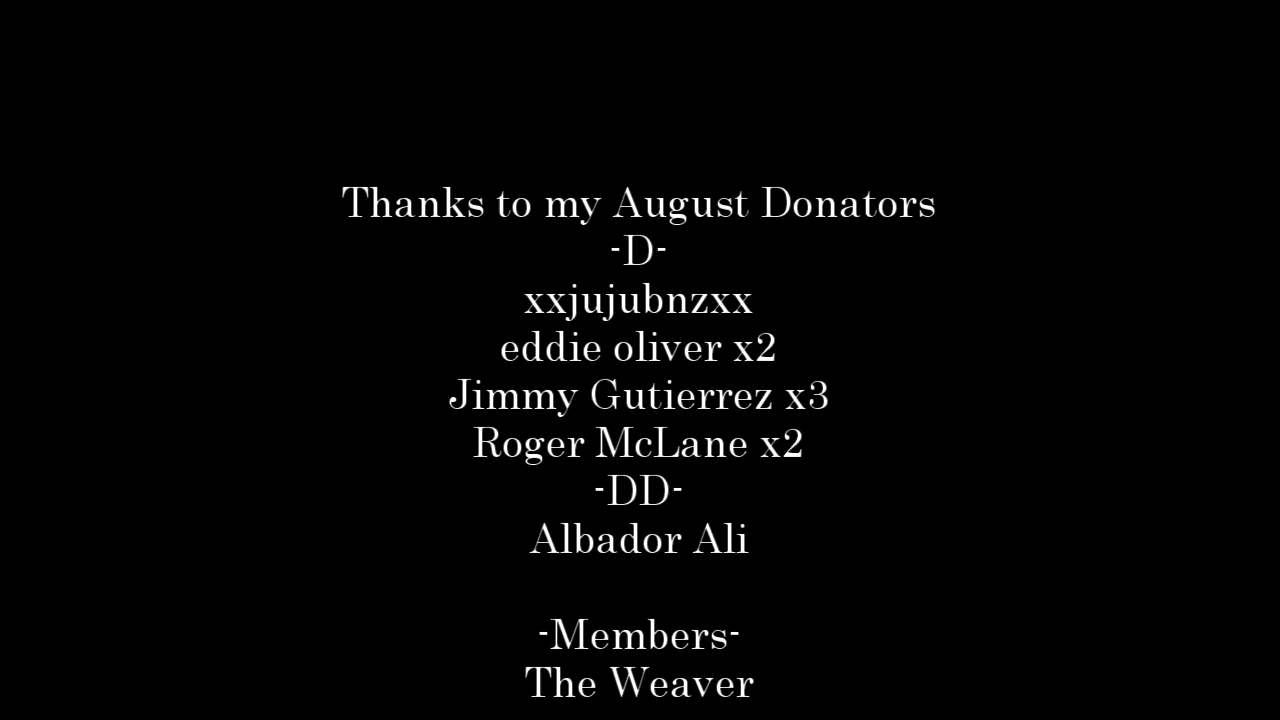 Thanks to my August Donators
-D-
xxjujubnzxx
eddie oliver x2
Jimmy Gutierrez x3
Roger McLane x2
-DD-
Albador Ali
-Members-
The Weaver